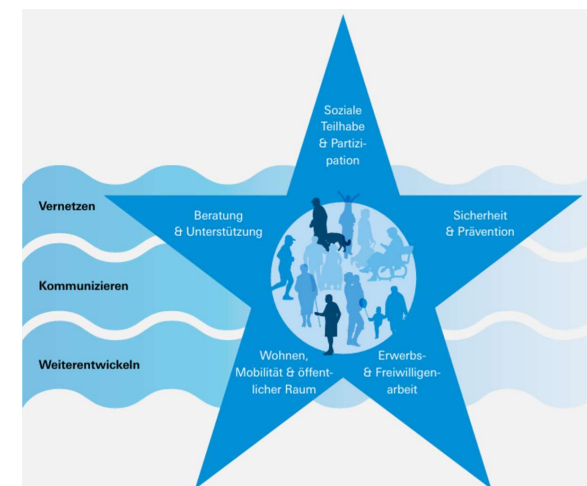 Soziale
Teilhabe
& Partizi-
pation
Vernetzen
Beratung
& Unterstützung
Sicherheit
& Prävention
Kommunizieren
Weiterentwickeln
Wohnen,
Mobilität & öffent-
licher Raum
Erwerbs-
& Freiwilligen-
arbeit